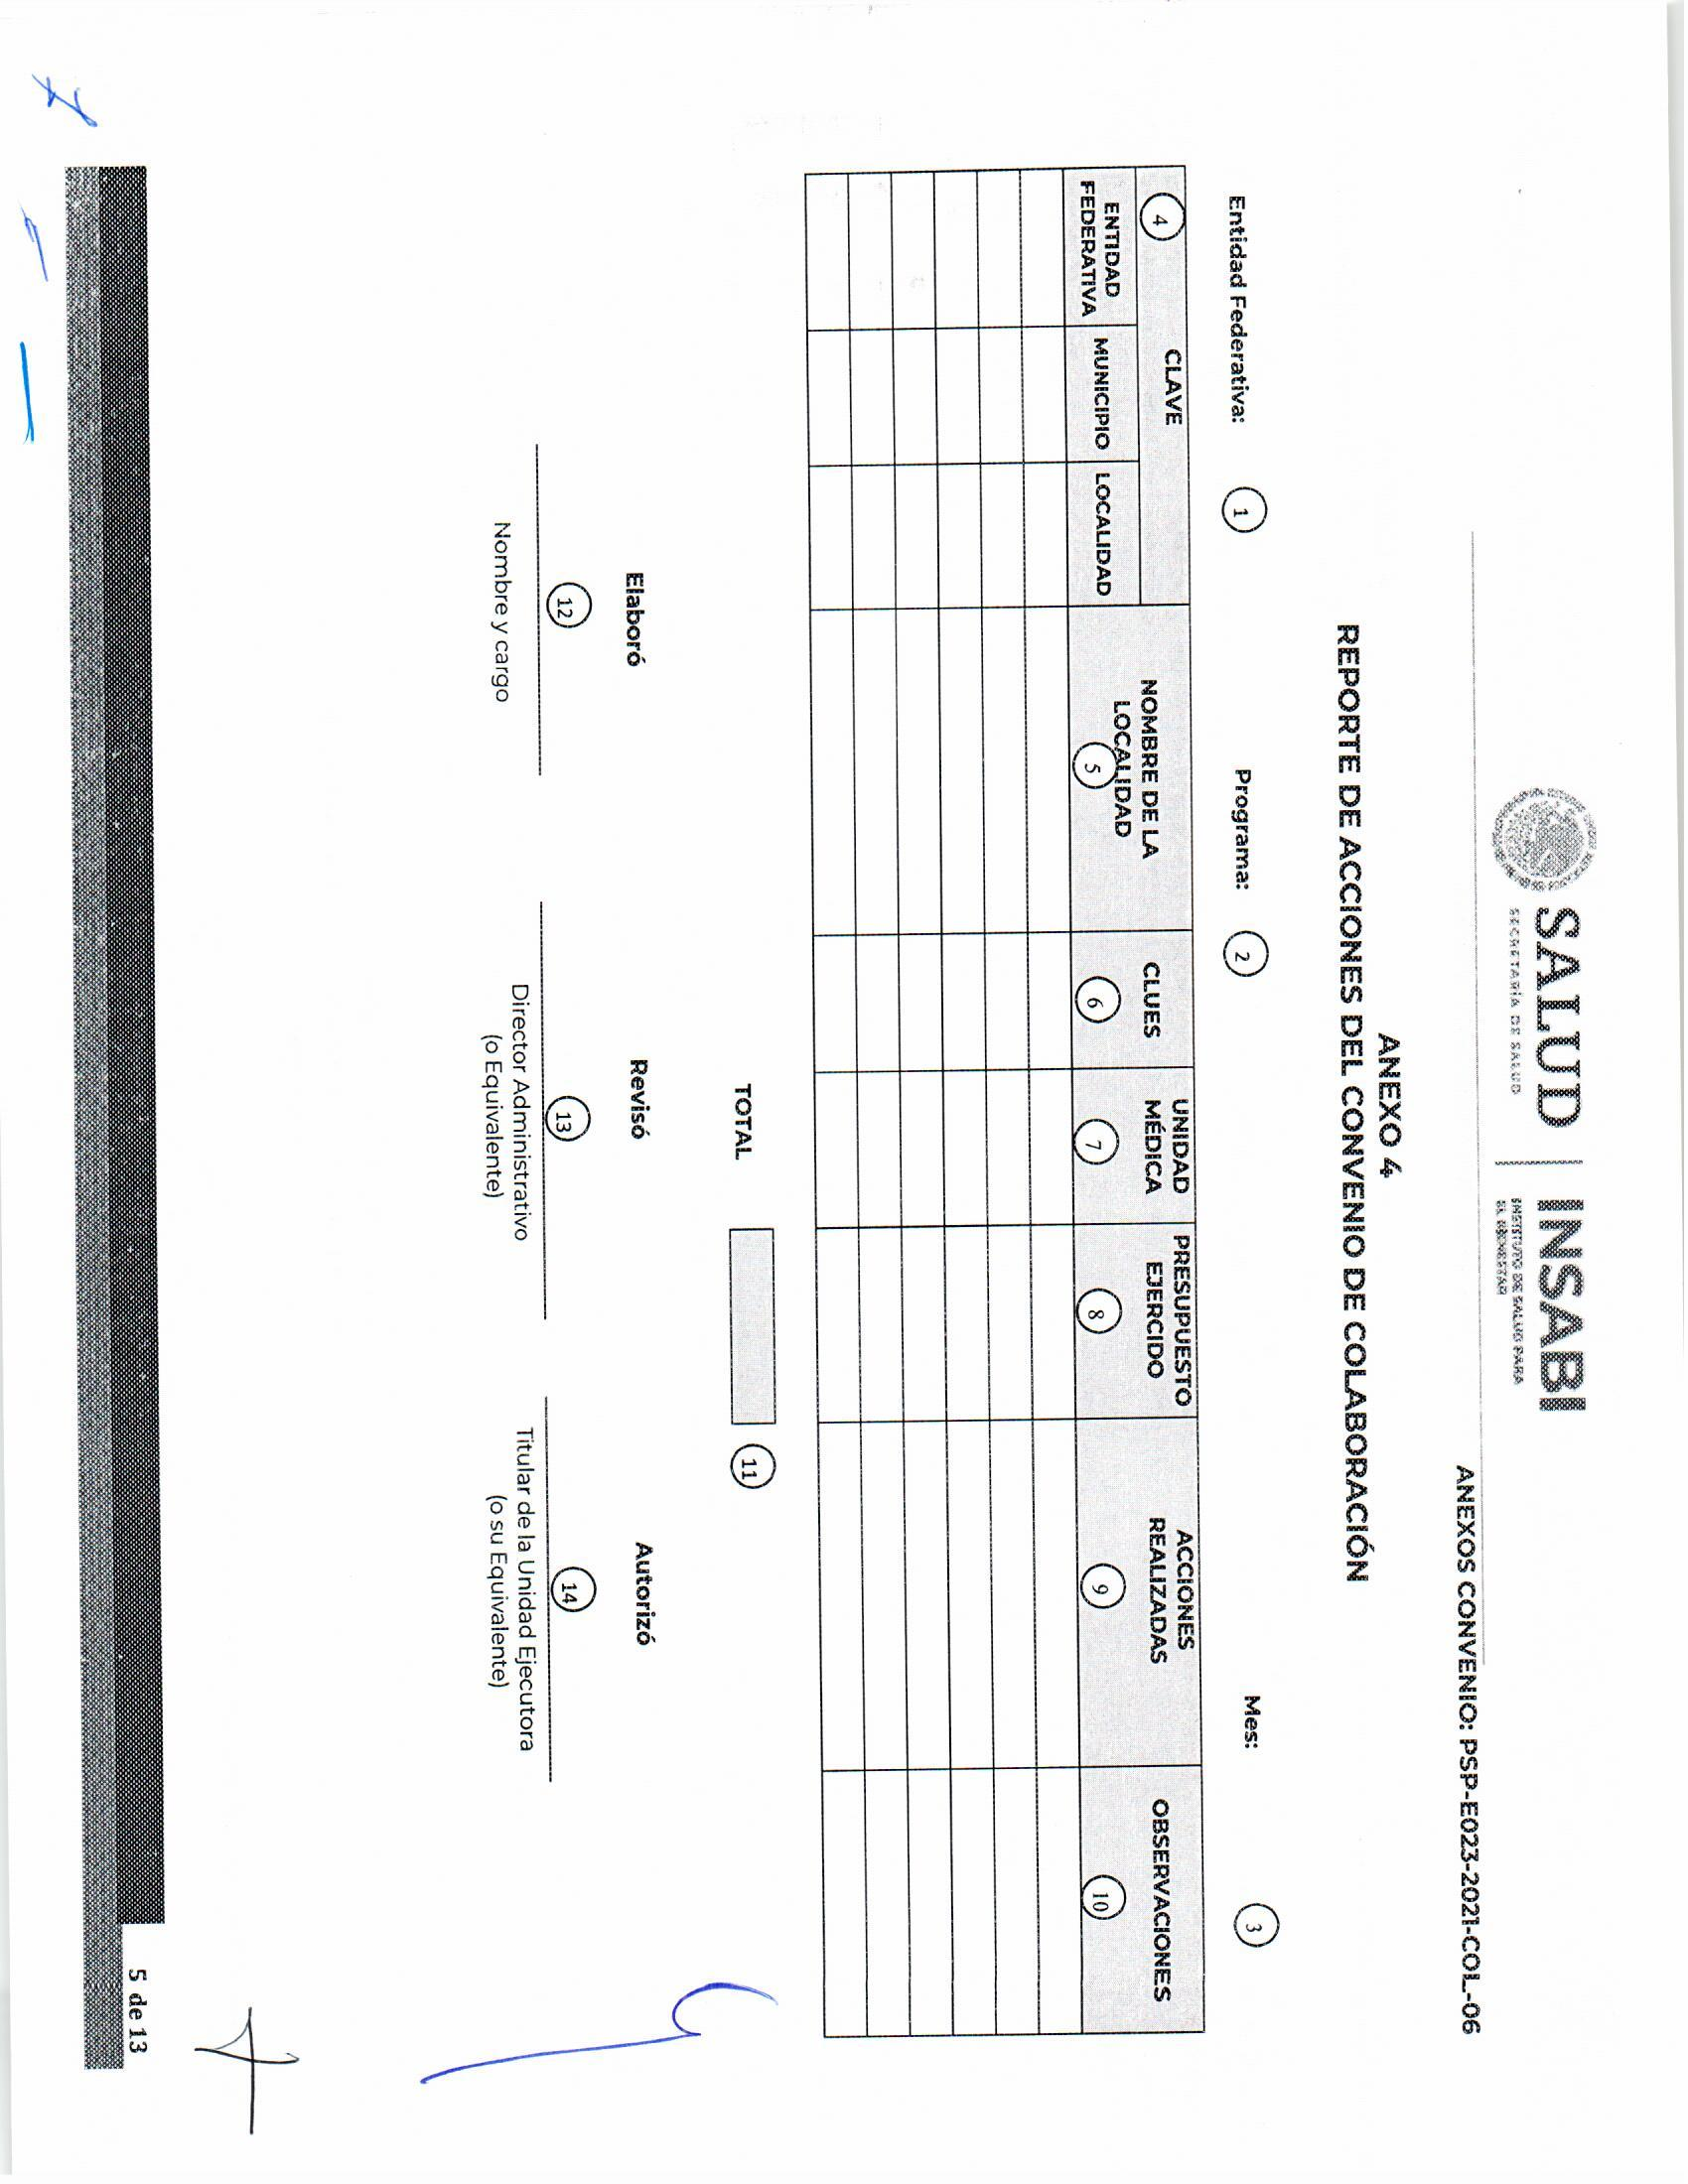 SALUD
SECRETARÍA DE SALUD
INSABI
INSTITUTO DE SALUD PARA
EL BIENESTAR
ANEXOS CONVENIO: PSP-E023-2021-COL-06
ANEXO 4
REPORTE DE ACCIONES DEL CONVENIO DE COLABORACIÓN
Entidad Federativa: 1 Programa: 2 Mes: 3
4 CLAVE
ENTIDAD FEDERATIVA
MUNICIPIO
LOCALIDAD
NOMBRE DE LA
LOCALIDAD
5
CLUES
6
UNIDAD
MÉDICA
7
PRESUPUESTO
EJERCIDO
8
ACCIONES
REALIZADAS
9
OBSERVACIONES
10
TOTAL 11
Elaboró
12
Nombre y cargo
Revisó
13
Director Administrativo
(o Equivalente)
Autorizó
14
Titular de la Unidad Ejecutora
(o su Equivalente)
5 de 13